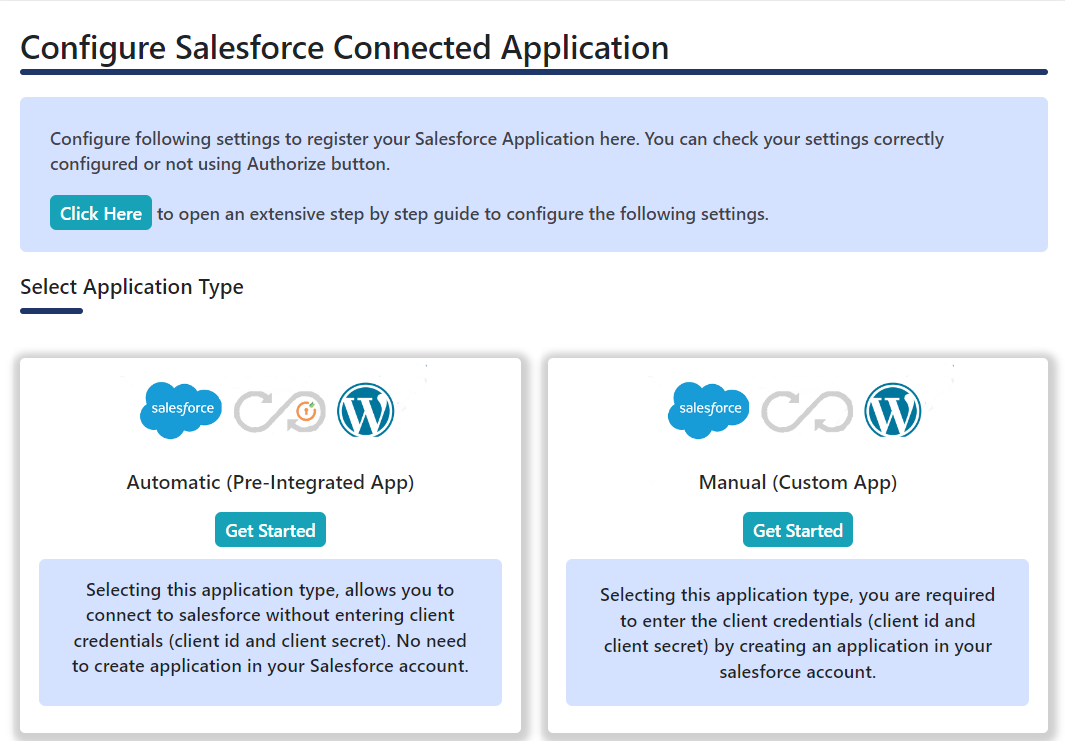 Configure Salesforce Connected Application
Configure following settings to register your Salesforce Application here. You can check your settings correctly
configured or not using Authorize button.
Click Here to open an extensive step by step guide to configure the following settings.
Select Application Type
salesforce
Automatic (Pre-Integrated App)
Get Started
Selecting this application type, allows you to
connect to salesforce without entering client
credentials (client id and client secret). No need
to create application in your Salesforce account.
salesforce
Manual (Custom App)
Get Started
Selecting this application type, you are required
to enter the client credentials (client id and
client secret) by creating an application in your
salesforce account.